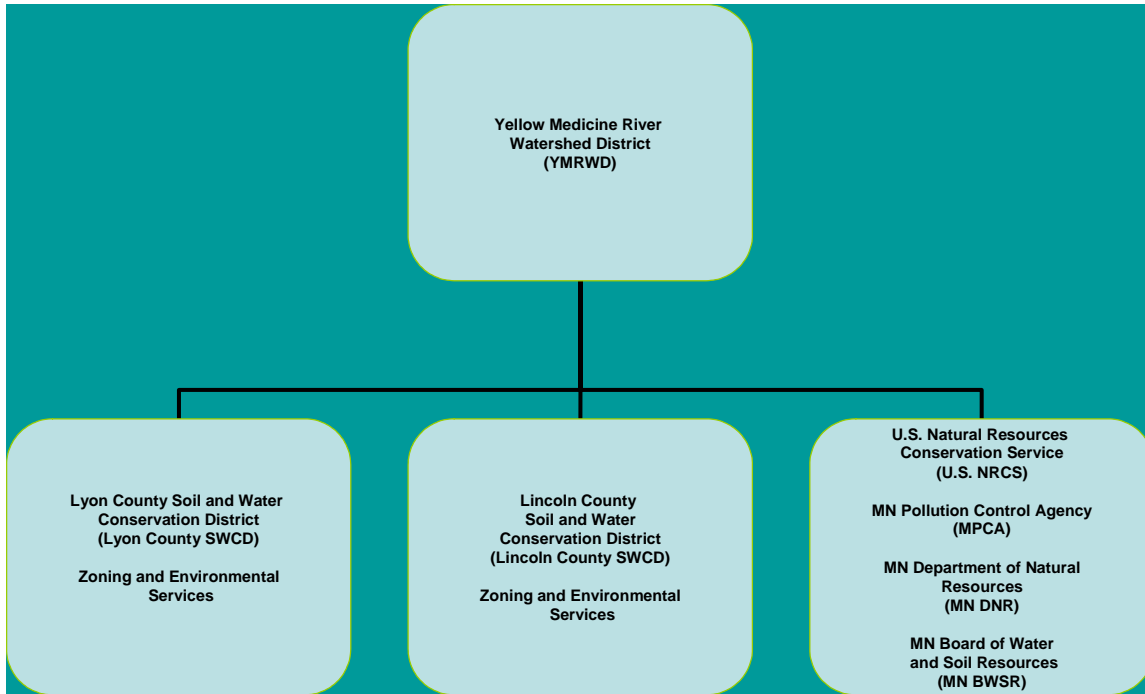 Yellow Medicine River
Watershed District
(YMRWD)
Lyon County Soil and Water
Conservation District
(Lyon County SWCD)
Zoning and Environmental
Services
Lincoln County
Soil and Water
Conservation District
(Lincoln County SWCD)
Zoning and Environmental
Services
U.S. Natural Resources
Conservation Service
(U.S. NRCS)
MN Pollution Control Agency
(MPCA)
MN Department of Natural
Resources
(MN DNR)
MN Board of Water
and Soil Resources
(MN BWSR)